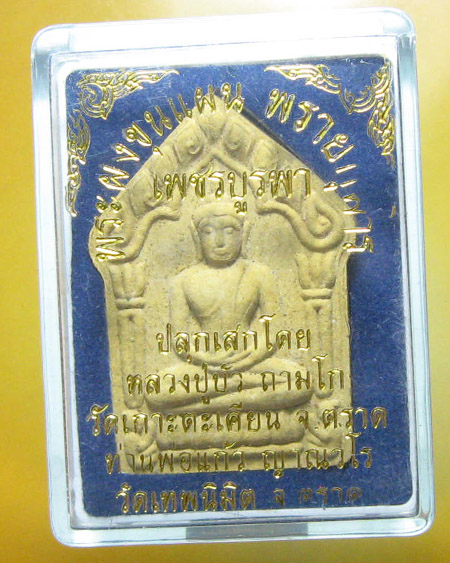 พระผงขุนแผน พรายกุมาร
เพชรบูรพา
ปลุกเสกโดย
หลวงปู่บัว ถามโก
วัดเกาะตะเคียน จ.ตราด
ท่านพ่อแก้ว ญาณวโร
วัดเทพนิมิต จ.ตราด